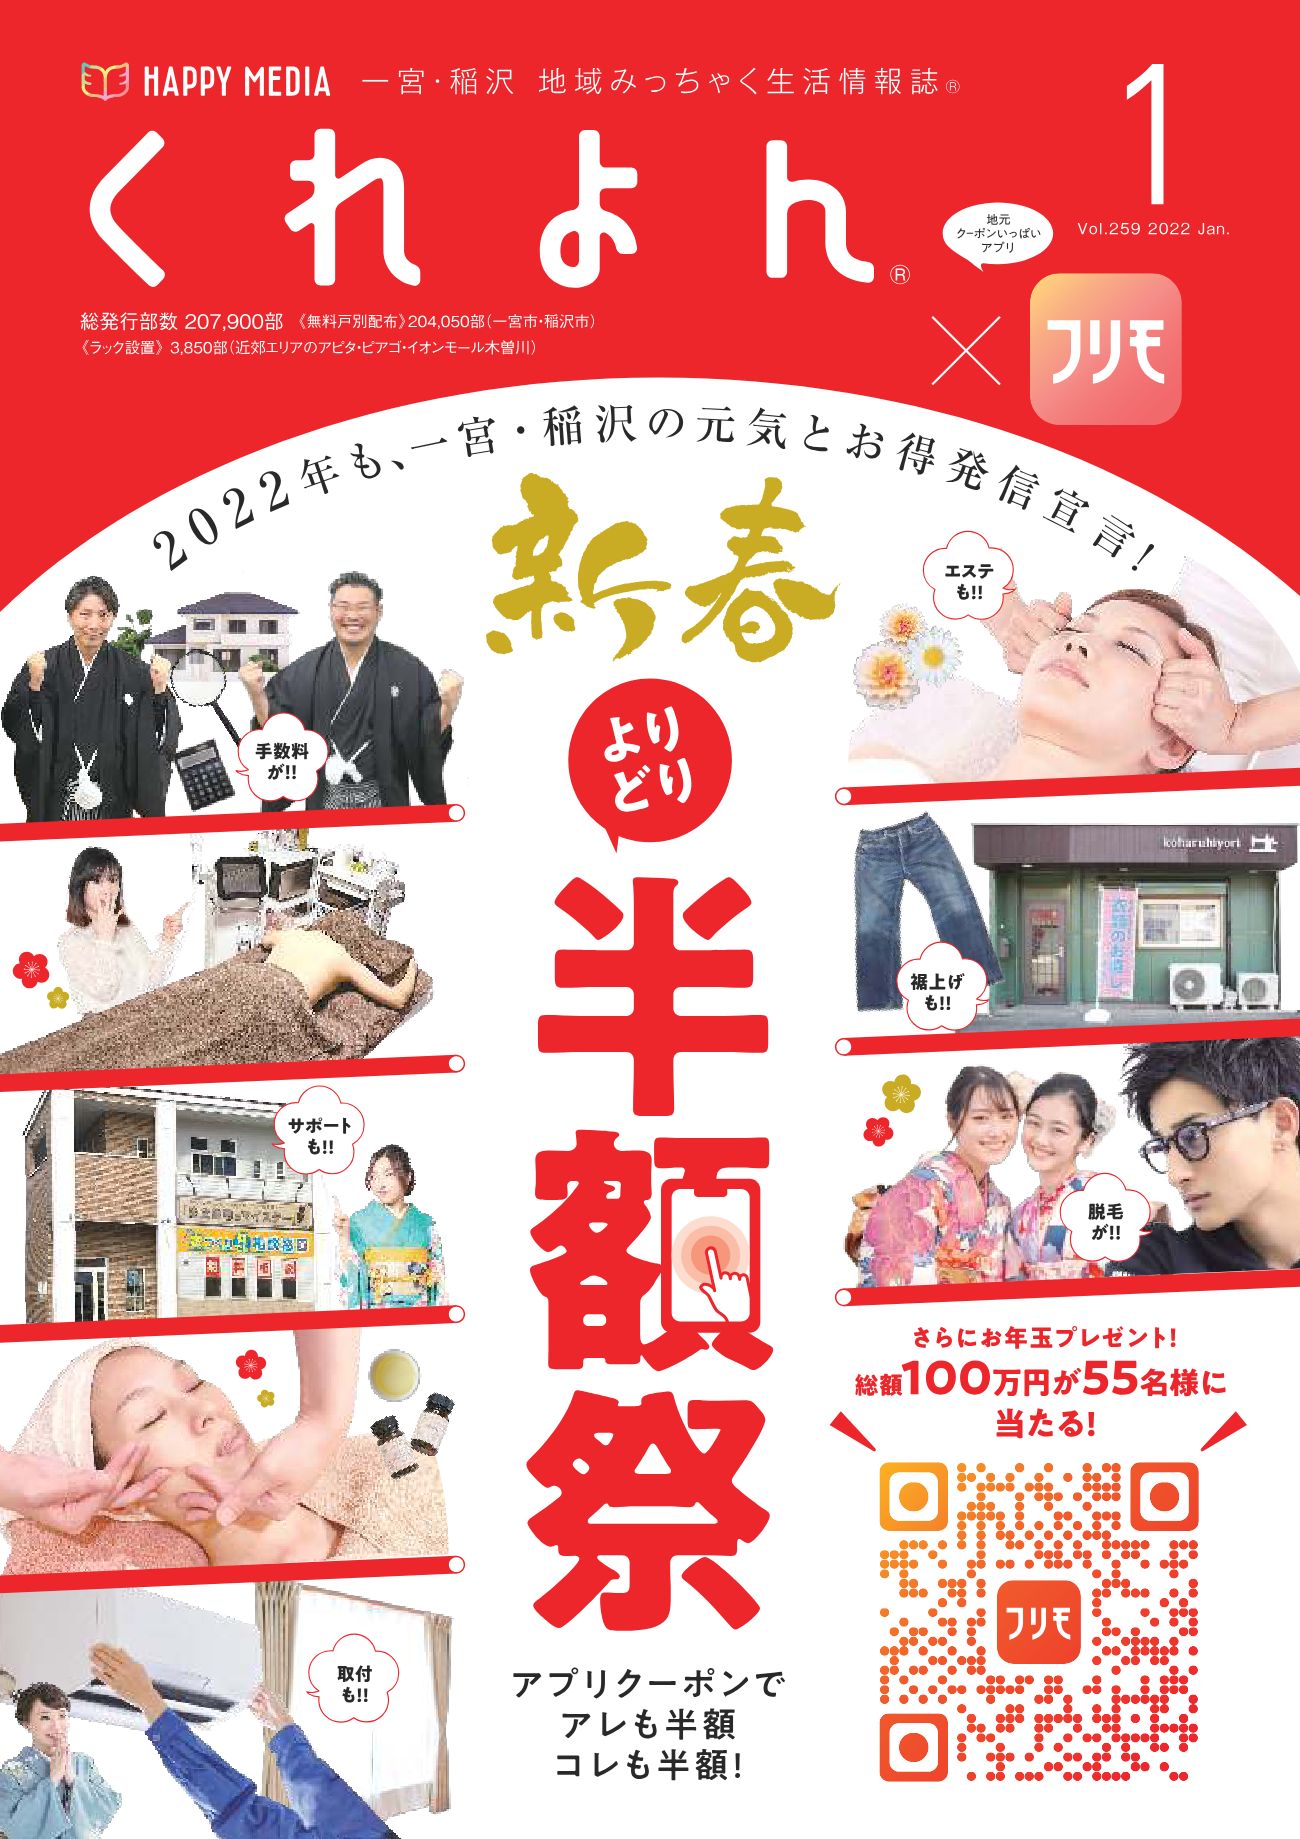 HAPPY MEDIA 一宮・稲沢 地域みっちゃく生活情報誌®
くれよん®
1
Vol.259 2022 Jan.
地元
クーポンいっぱい
アプリ
総発行部数 207,900部 《無料戸別配布》204,050部(一宮市・稲沢市)
《ラック設置》 3,850部(近郊エリアのアピタ・ピアゴ・イオンモール木曽川)
×
フリモ
2022年も、一宮・稲沢の元気とお得発信宣言!
新春
より
どり
半額祭
手数料
が!!
エステ
も!!
koharubiyori
裾上げ
も!!
サポート
も!!
脱毛
が!!
取付
も!!
アプリクーポンで
アレも半額
コレも半額!
さらにお年玉プレゼント!
総額100万円が55名様に
当たる!
フリモ